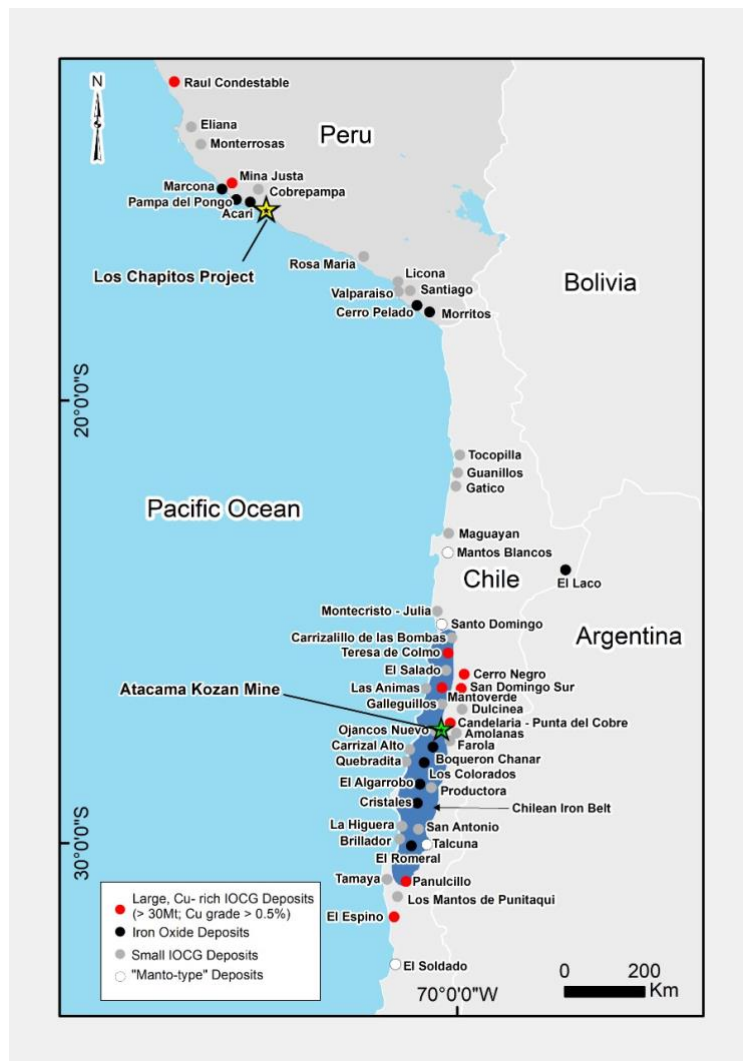 N
Raul Condestable
Eliana
Peru
Monterrosas
Mina Justa
Marcona
Cobrepampa
Pampa del Pongo
Acari
Los Chapitos Project
Rosa Maria
Licona
Bolivia
Valparaiso
Santiago
Cerro Pelado
Morritos
20°0'0"S
Tocopilla
Guanillos
Gatico
Pacific Ocean
Maguayan
Mantos Blancos
Chile
El Laco
Montecristo - Julia
Santo Domingo
Carrizalillo de las Bombas
Argentina
Teresa de Colmo
El Salado
Cerro Negro
Atacama Kozan Mine
Las Animas
San Domingo Sur
Mantoverde
Galleguillos
Dulcinea
Candelaria - Punta del Cobre
Ojancos Nuevo
Amolanas
Carrizal Alto
Farola
Quebradita
Boqueron Chanar
Los Colorados
El Algarrobo
Productora
Cristales
Chilean Iron Belt
La Higuera
San Antonio
Brillador
Talcuna
30°0'0"S
El Romeral
Tamaya
Panulcillo
Los Mantos de Punitaqui
El Espino
Large, Cu- rich IOCG Deposits
(> 30Mt; Cu grade > 0.5%)
Iron Oxide Deposits
Small IOCG Deposits
"Manto-type" Deposits
El Soldado
0 200
Km
70°0'0"W